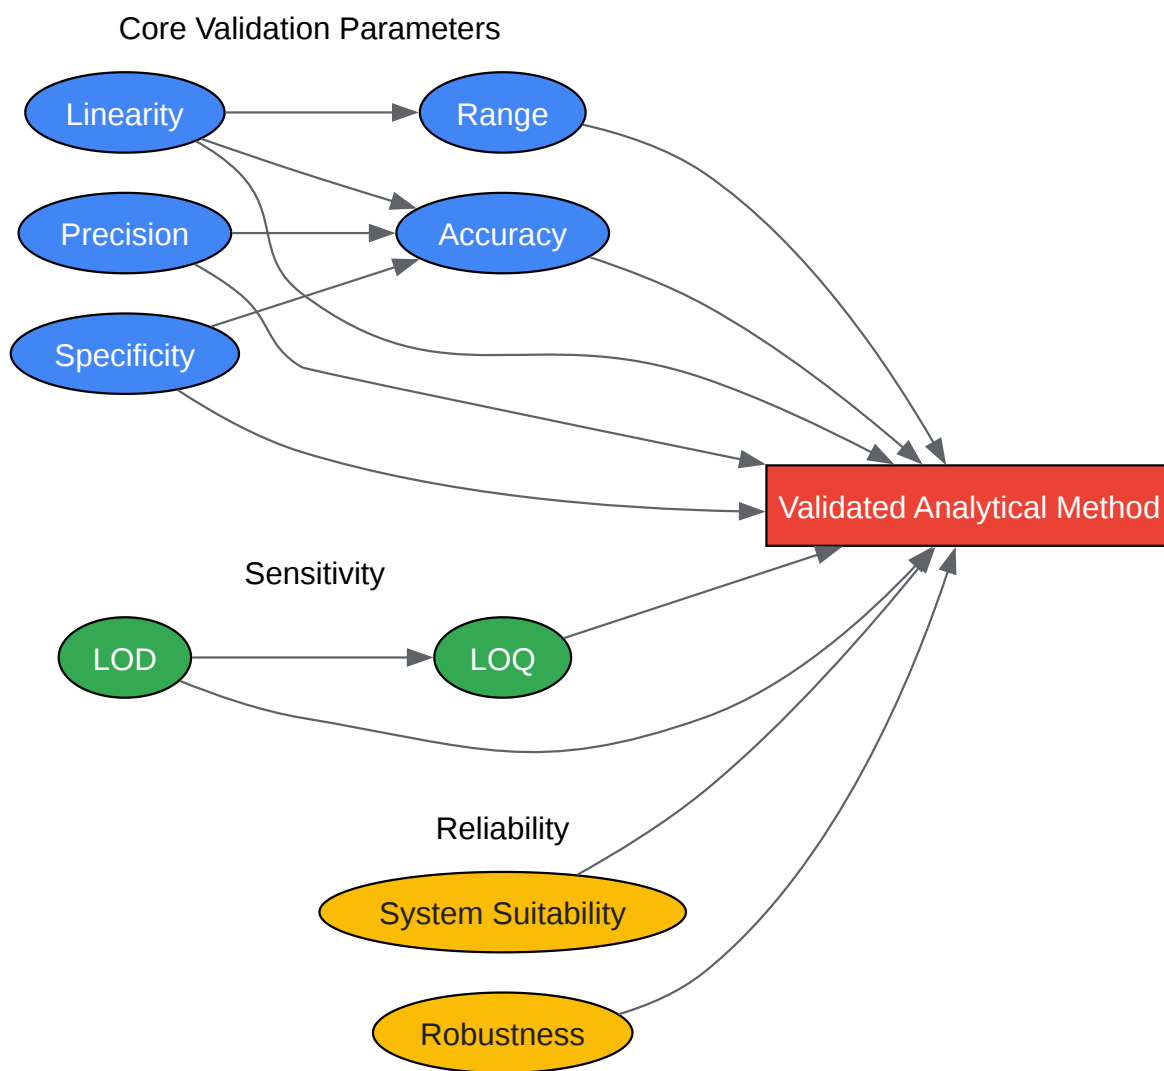 Core Validation Parameters
Linearity
Range
Precision
Accuracy
Specificity
Validated Analytical Method
Sensitivity
LOD
LOQ
Reliability
System Suitability
Robustness